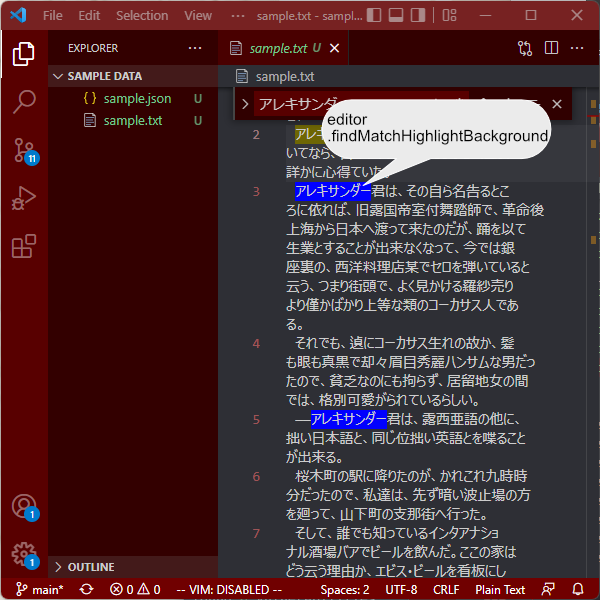 File Edit Selection View ··· sample.txt - sampl...
EXPLORER ···
SAMPLE DATA
{ } sample.json U
sample.txt U
OUTLINE
sample.txt U
sample.txt
アレキサンダー
editor
.findMatchHighlightBackground
2 アレキ
いてなら、
詳かに心得ていた。
3 アレキサンダー君は、その自ら名告るとこ
ろに依れば、旧露国帝室付舞踏師で、革命後
上海から日本へ渡って来たのだが、踊を以て
生業とすることが出来なくなって、今では銀
座裏の、西洋料理店某でセロを弾いていると
云う、つまり街頭で、よく見かける羅紗売り
より僅かばかり上等な類のコーカサス人であ
る。
4 それでも、遉にコーカサス生れの故か、髪
も眼も真黒で却々眉目秀麗ハンサムな男だっ
たので、貧乏なのにも拘らず、居留地女の間
では、格別可愛がられているらしい。
5 ―アレキサンダー君は、露西亜語の他に、
拙い日本語と、同じ位拙い英語とを喋ること
が出来る。
6 桜木町の駅に降りたのが、かれこれ九時時
分だったので、私達は、先ず暗い波止場の方
を廻って、山下町の支那街へ行った。
7 そして、誰でも知っているインタアナショ
ナル酒場バアでビールを飲んだ。ここの家は
どう云う理由か、エビス・ビールを看板にし
11
1
1
main* 0 0 -- VIM: DISABLED -- Spaces: 2 UTF-8 CRLF Plain Text